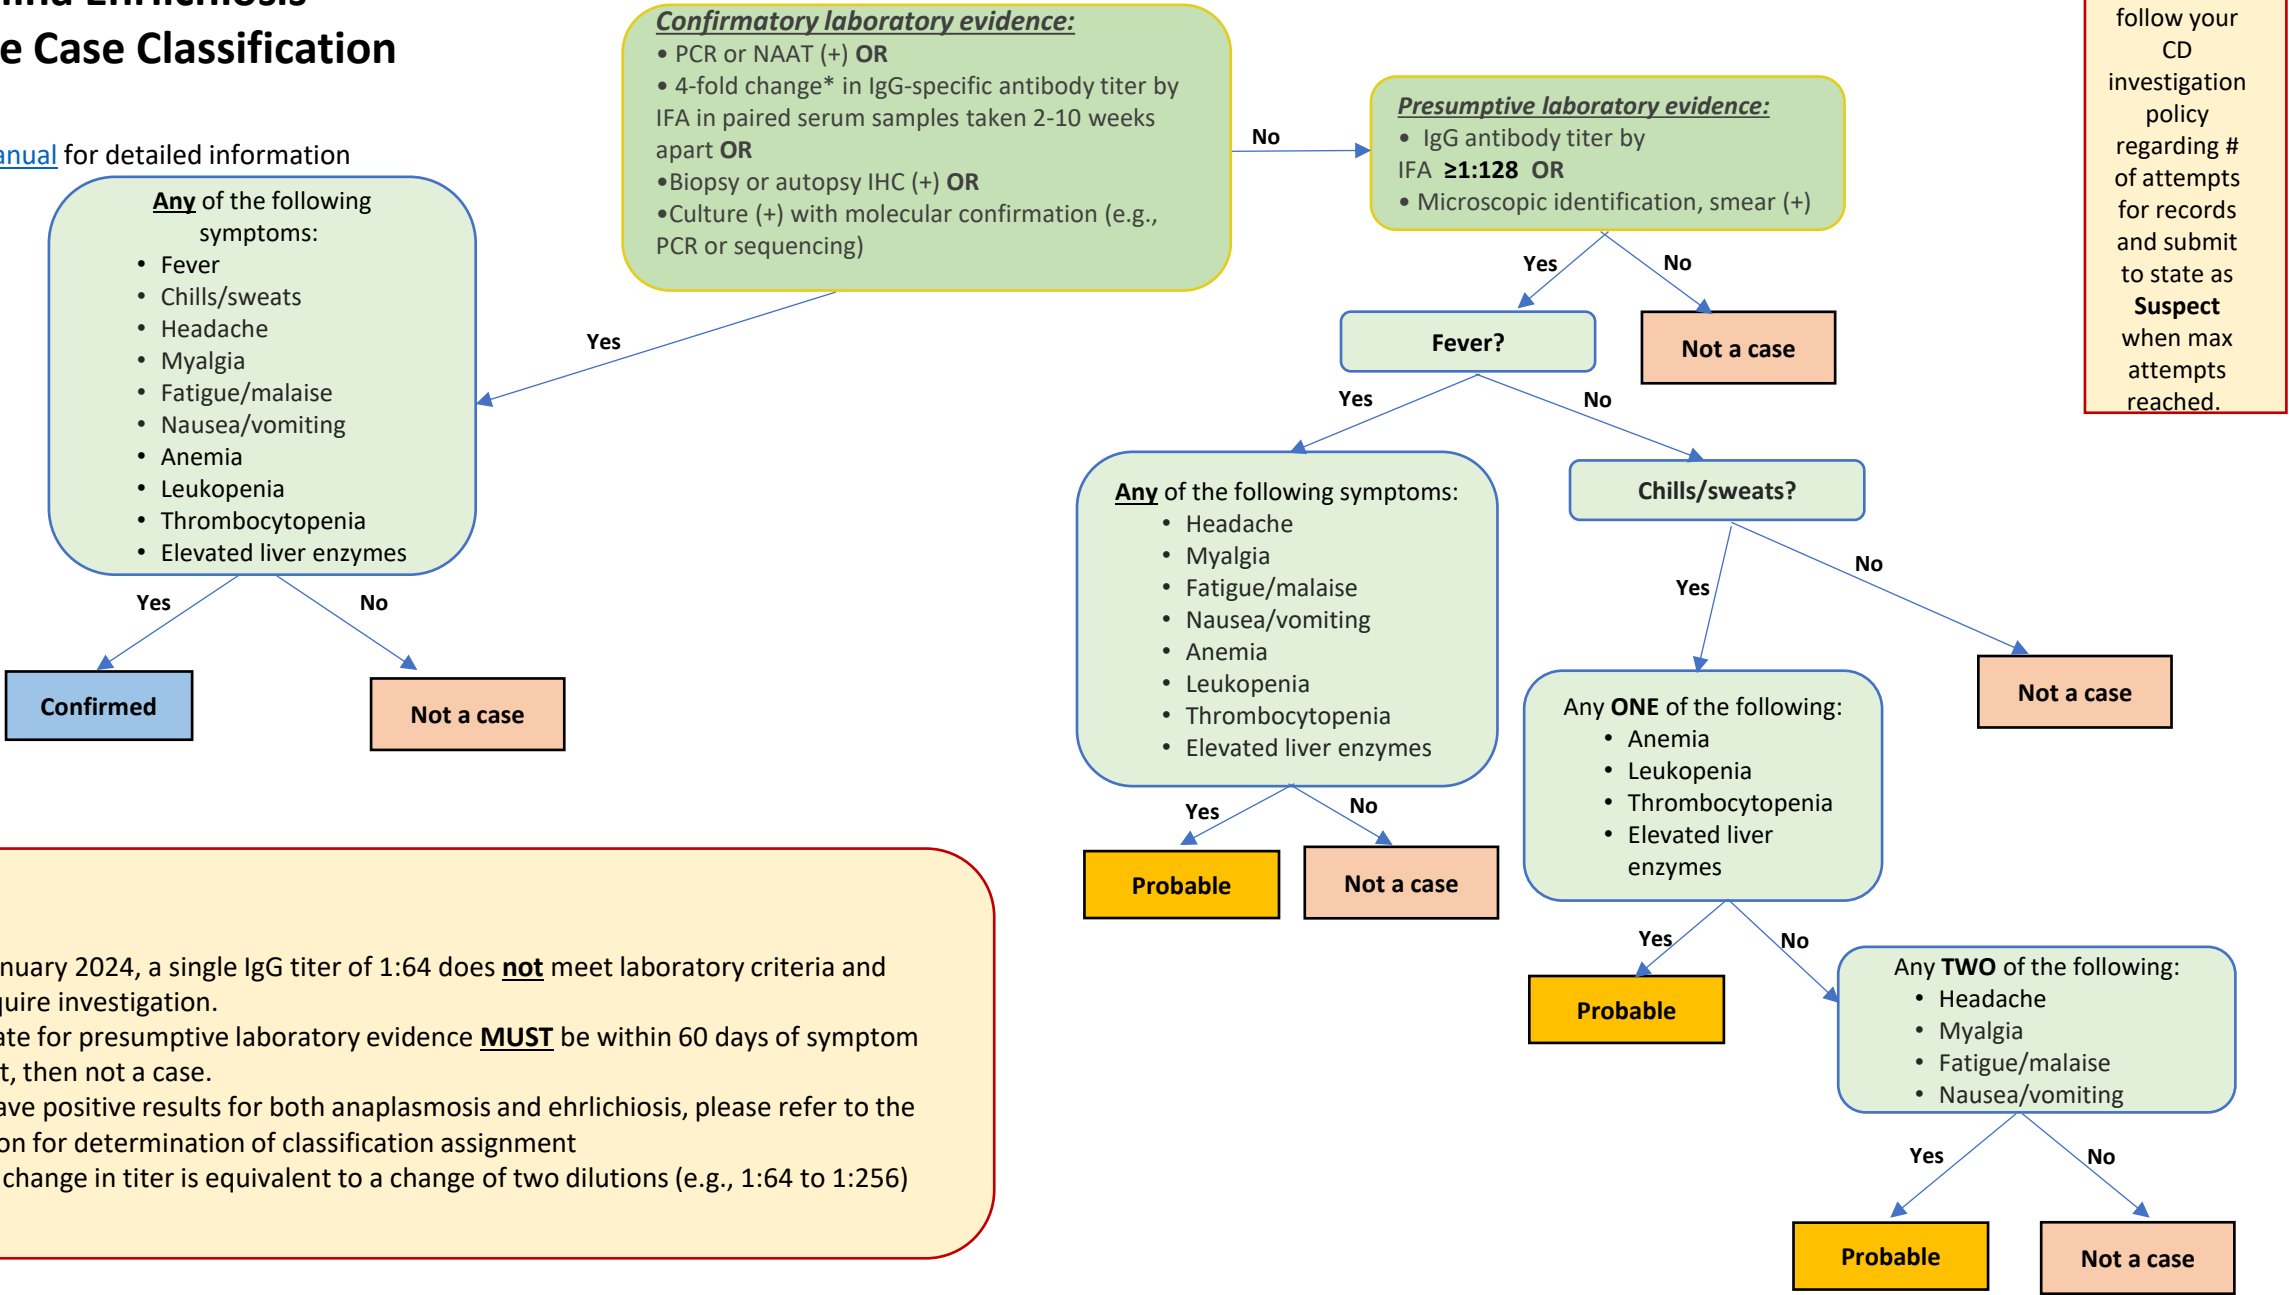 e Case Classification
anual for detailed information
Any of the following
symptoms:
• Fever
• Chills/sweats
• Headache
• Myalgia
• Fatigue/malaise
• Nausea/vomiting
• Anemia
• Leukopenia
• Thrombocytopenia
• Elevated liver enzymes
Yes
No
Confirmed
Not a case
Confirmatory laboratory evidence:
• PCR or NAAT (+) OR
• 4-fold change* in IgG-specific antibody titer by
IFA in paired serum samples taken 2-10 weeks
apart OR
•Biopsy or autopsy IHC (+) OR
•Culture (+) with molecular confirmation (e.g.,
PCR or sequencing)
Yes
No
Presumptive laboratory evidence:
• IgG antibody titer by
IFA ≥1:128 OR
• Microscopic identification, smear (+)
Yes
No
Fever?
Not a case
Yes
No
Any of the following symptoms:
• Headache
• Myalgia
• Fatigue/malaise
• Nausea/vomiting
• Anemia
• Leukopenia
• Thrombocytopenia
• Elevated liver enzymes
Yes
No
Probable
Not a case
Chills/sweats?
Yes
No
Not a case
Any ONE of the following:
• Anemia
• Leukopenia
• Thrombocytopenia
• Elevated liver
enzymes
Yes
No
Probable
Any TWO of the following:
• Headache
• Myalgia
• Fatigue/malaise
• Nausea/vomiting
Yes
No
Probable
Not a case
follow your
CD
investigation
policy
regarding #
of attempts
for records
and submit
to state as
Suspect
when max
attempts
reached.
nuary 2024, a single IgG titer of 1:64 does not meet laboratory criteria and
quire investigation.
ate for presumptive laboratory evidence MUST be within 60 days of symptom
t, then not a case.
ave positive results for both anaplasmosis and ehrlichiosis, please refer to the
on for determination of classification assignment
change in titer is equivalent to a change of two dilutions (e.g., 1:64 to 1:256)